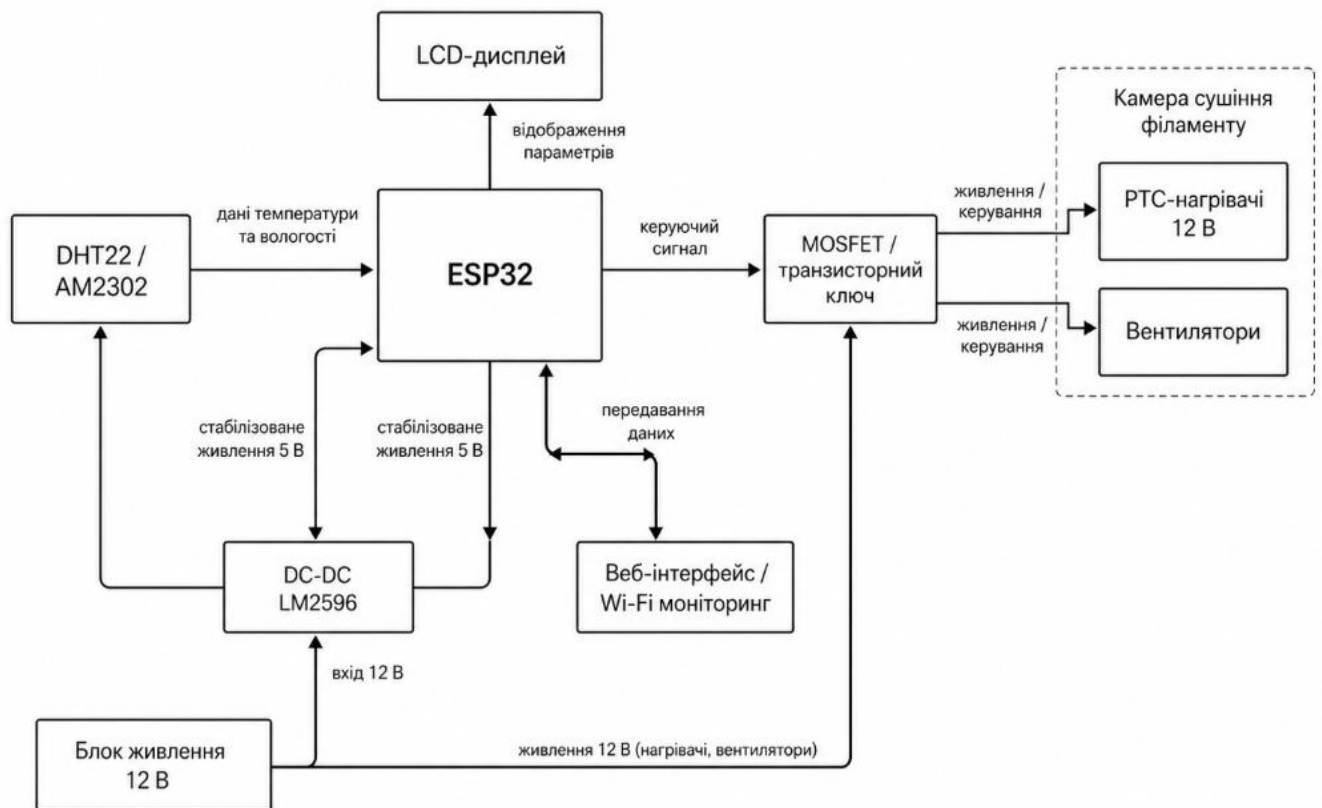 LCD-дисплей
відображення
параметрів
Камера сушіння
філаменту
живлення /
керування
PTC-нагрівачі
12 В
дані температури
та вологості
керуючий
сигнал
DHT22 /
AM2302
ESP32
MOSFET /
транзисторний
ключ
живлення /
керування
Вентилятори
стабілізоване
живлення 5 В
стабілізоване
живлення 5 В
передавання
даних
DC-DC
LM2596
Веб-інтерфейс /
Wi-Fi моніторинг
вхід 12 В
Блок живлення
12 В
живлення 12 В (нагрівачі, вентилятори)